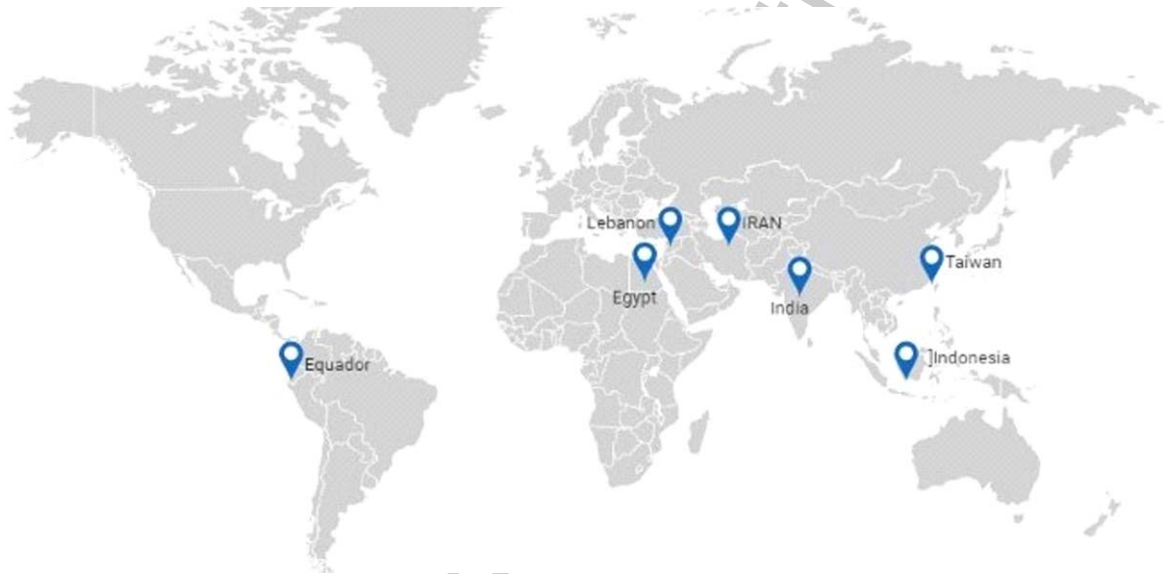 Lebanon
IRAN
Egypt
India
Taiwan
Equador
]Indonesia